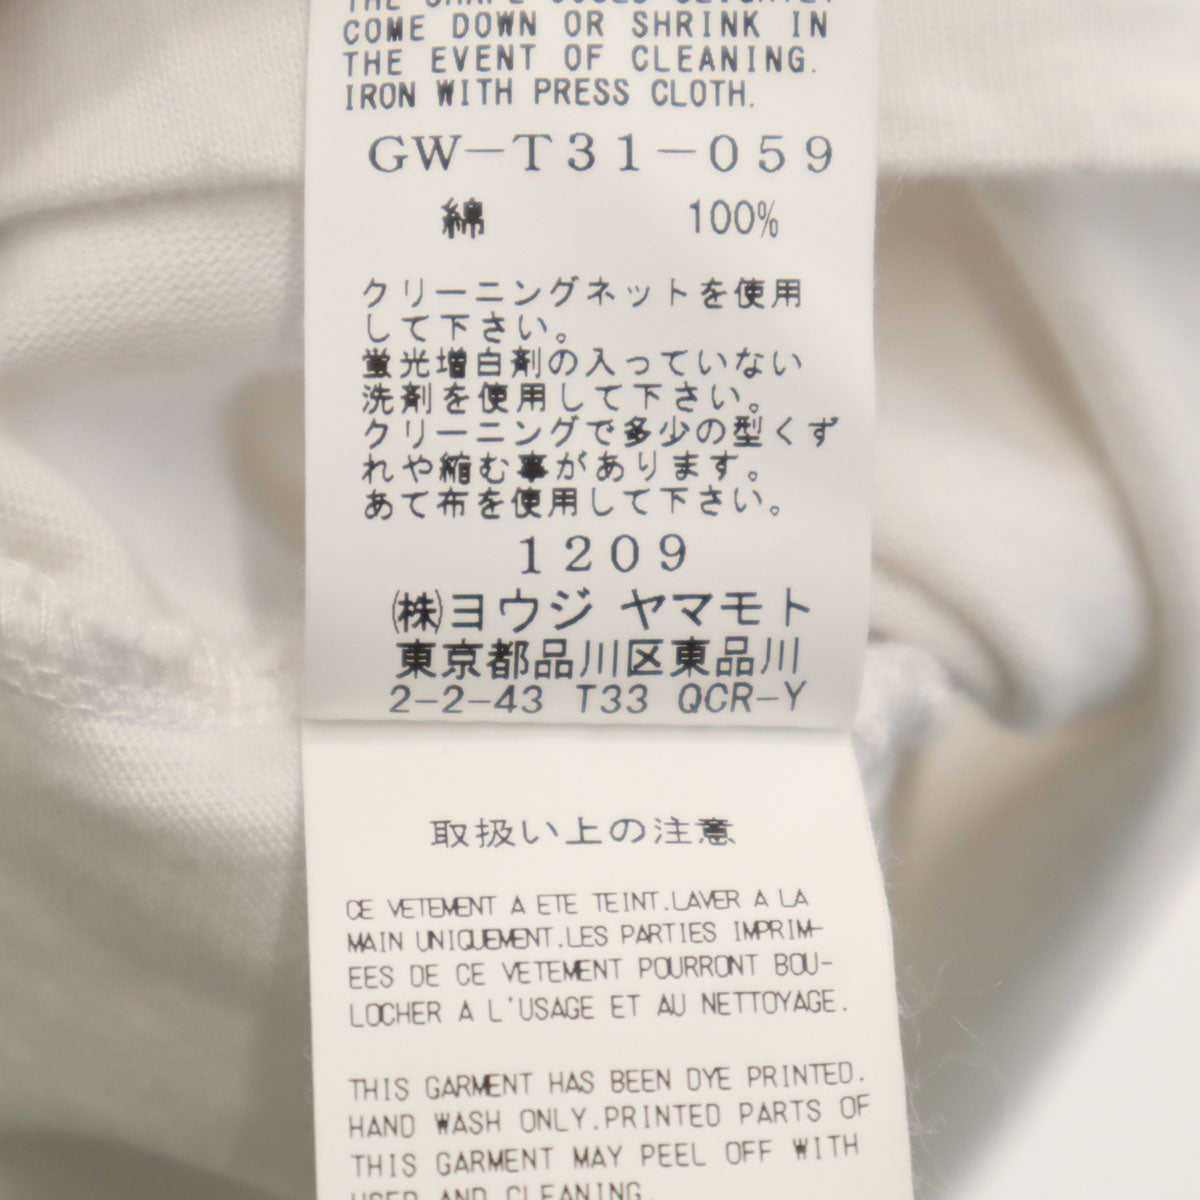 THE SHAPE COULD SLIGHTLY
COME DOWN OR SHRINK IN
THE EVENT OF CLEANING.
IRON WITH PRESS CLOTH.
GW-T31-059
綿 100%
クリーニングネットを使用
して下さい。
蛍光増白剤の入っていない
洗剤を使用して下さい。
クリーニングで多少の型くず
れや縮む事があります。
あて布を使用して下さい。
1209
㈱ヨウジ ヤマモト
東京都品川区東品川
2-2-43 T33 QCR-Y
取扱い上の注意
CE VETEMENT A ETE TEINT.LAVER A LA
MAIN UNIQUEMENT.LES PARTIES IMPRIM-
EES DE CE VETEMENT POURRONT BOU-
LOCHER A L'USAGE ET AU NETTOYAGE.
THIS GARMENT HAS BEEN DYE PRINTED.
HAND WASH ONLY.PRINTED PARTS OF
THIS GARMENT MAY PEEL OFF WITH
USED AND CLEANING.